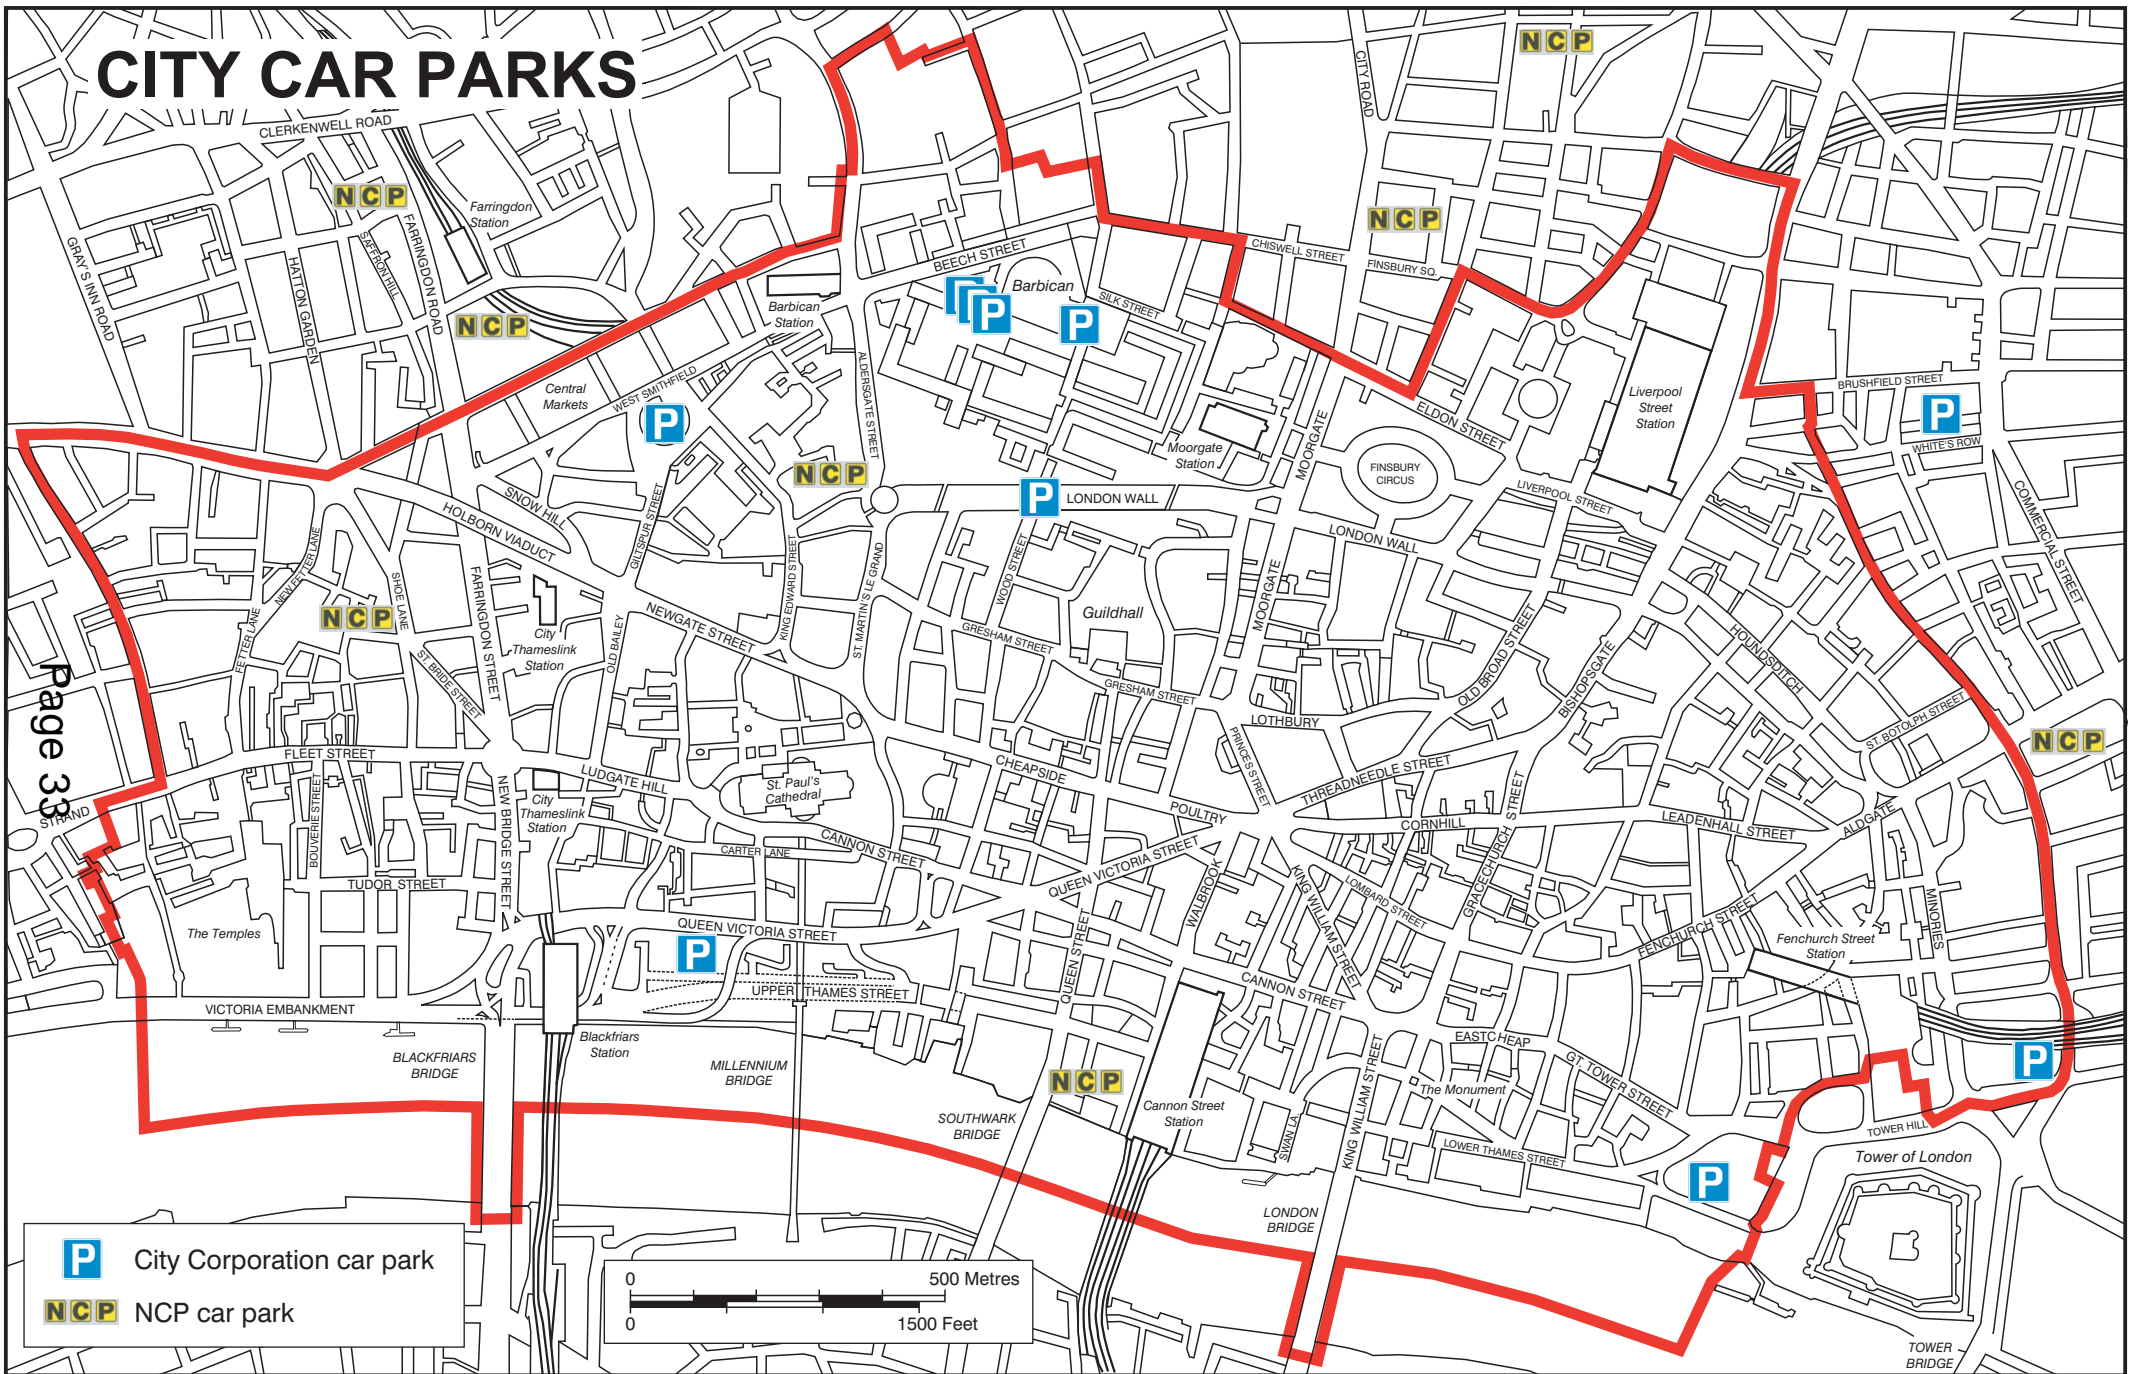 CITY CAR PARKS
NCP
CITY ROAD
CLERKENWELL ROAD
NCP
Farringdon
Station
NCP
GRAY'S INN ROAD
SAFFRON HILL
FARRINGDON ROAD
HATTON GARDEN
BEECH STREET
CHISWELL STREET
FINSBURY SQ.
P
Barbican
SILK STREET
P
Barbican
Station
NCP
ALDERSGATE STREET
Central
Markets
WEST SMITHFIELD
P
Liverpool
Street
Station
BRUSHFIELD STREET
P
WHITE'S ROW
ELDON STREET
MOORGATE
Moorgate
Station
FINSBURY
CIRCUS
NCP
P
LONDON WALL
LIVERPOOL STREET
COMMERCIAL STREET
SNOW HILL
HOLBORN VIADUCT
GILTSPUR STREET
LONDON WALL
NEW FETTER LANE
SHOE LANE
FARRINGDON STREET
KING EDWARD STREET
ST. MARTIN'S LE GRAND
WOOD STREET
MOORGATE
NCP
FETTER LANE
City
Thameslink
Station
OLD BAILEY
NEWGATE STREET
GRESHAM STREET
Guildhall
OLD BROAD STREET
BISHOPSGATE
HOUNDSDITCH
ST. BRIDE STREET
GRESHAM STREET
LOTHBURY
ST. BOTOLPH STREET
NCP
Page 33
FLEET STREET
LUDGATE HILL
St. Paul's
Cathedral
CHEAPSIDE
PRINCES STREET
THREADNEEDLE STREET
STRAND
BOUVERIE STREET
NEW BRIDGE STREET
City
Thameslink
Station
POULTRY
CORNHILL
GRACECHURCH STREET
LEADENHALL STREET
ALDGATE
CARTER LANE
CANNON STREET
TUDOR STREET
QUEEN VICTORIA STREET
WALBROOK
KING WILLIAM STREET
LOMBARD STREET
MINORIES
The Temples
QUEEN VICTORIA STREET
QUEEN STREET
FENCHURCH STREET
Fenchurch Street
Station
P
UPPER THAMES STREET
CANNON STREET
VICTORIA EMBANKMENT
Blackfriars
Station
EASTCHEAP
GT. TOWER STREET
P
BLACKFRIARS
BRIDGE
MILLENNIUM
BRIDGE
NCP
KING WILLIAM STREET
The Monument
SOUTHWARK
BRIDGE
Cannon Street
Station
SWAN LA.
LOWER THAMES STREET
TOWER HILL
P
Tower of London
LONDON
BRIDGE
P City Corporation car park
NCP NCP car park
0 500 Metres
0 1500 Feet
TOWER
BRIDGE